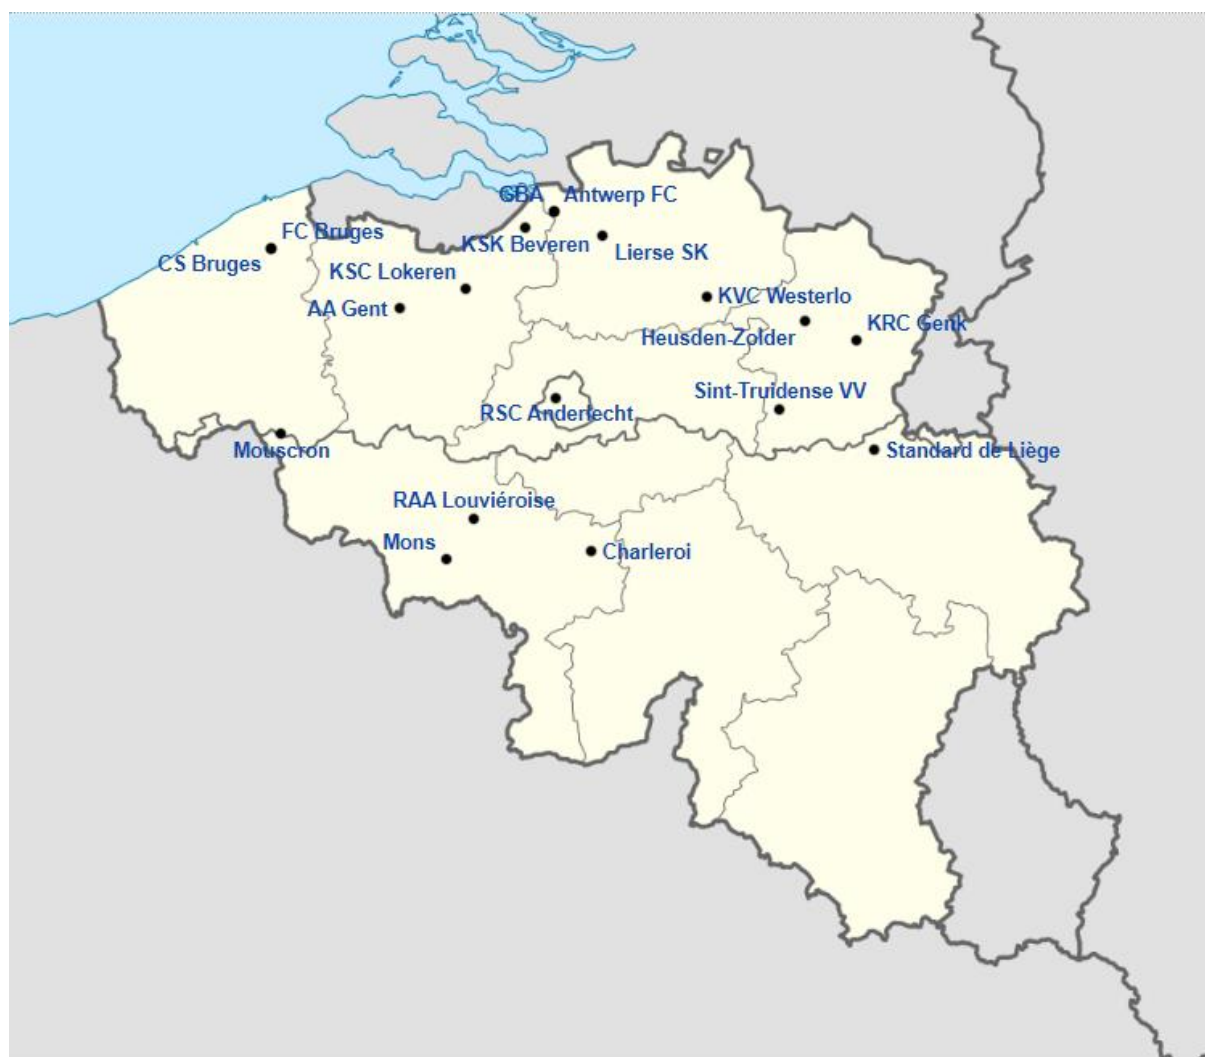 GBA
Antwerp FC
FC Bruges
KSK Beveren
Lierse SK
CS Bruges
KSC Lokeren
KVC Westerlo
AA Gent
KRC Genk
Heusden-Zolder
Sint-Truidense VV
RSC Anderlecht
Mouscron
Standard de Liège
RAA Louviéroise
Mons
Charleroi